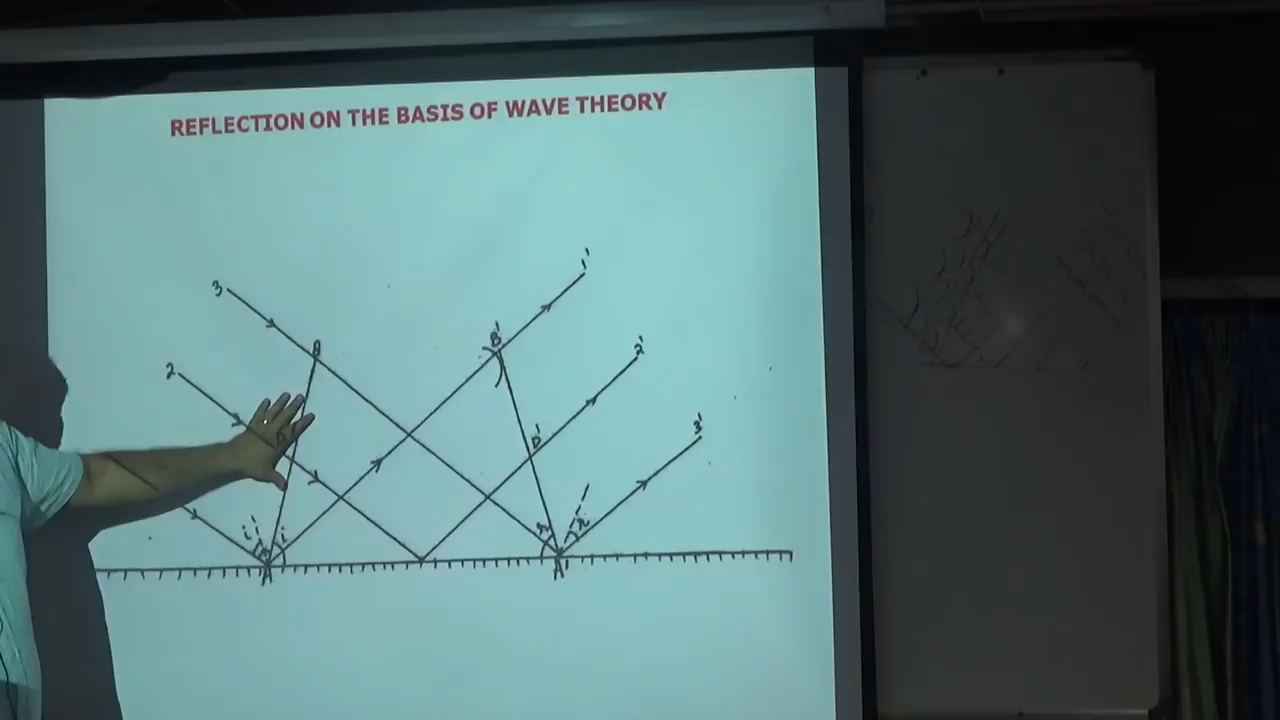 REFLECTION ON THE BASIS OF WAVE THEORY
1'
3
B'
2'
B
2
3'
D'
i
i
r
r
A